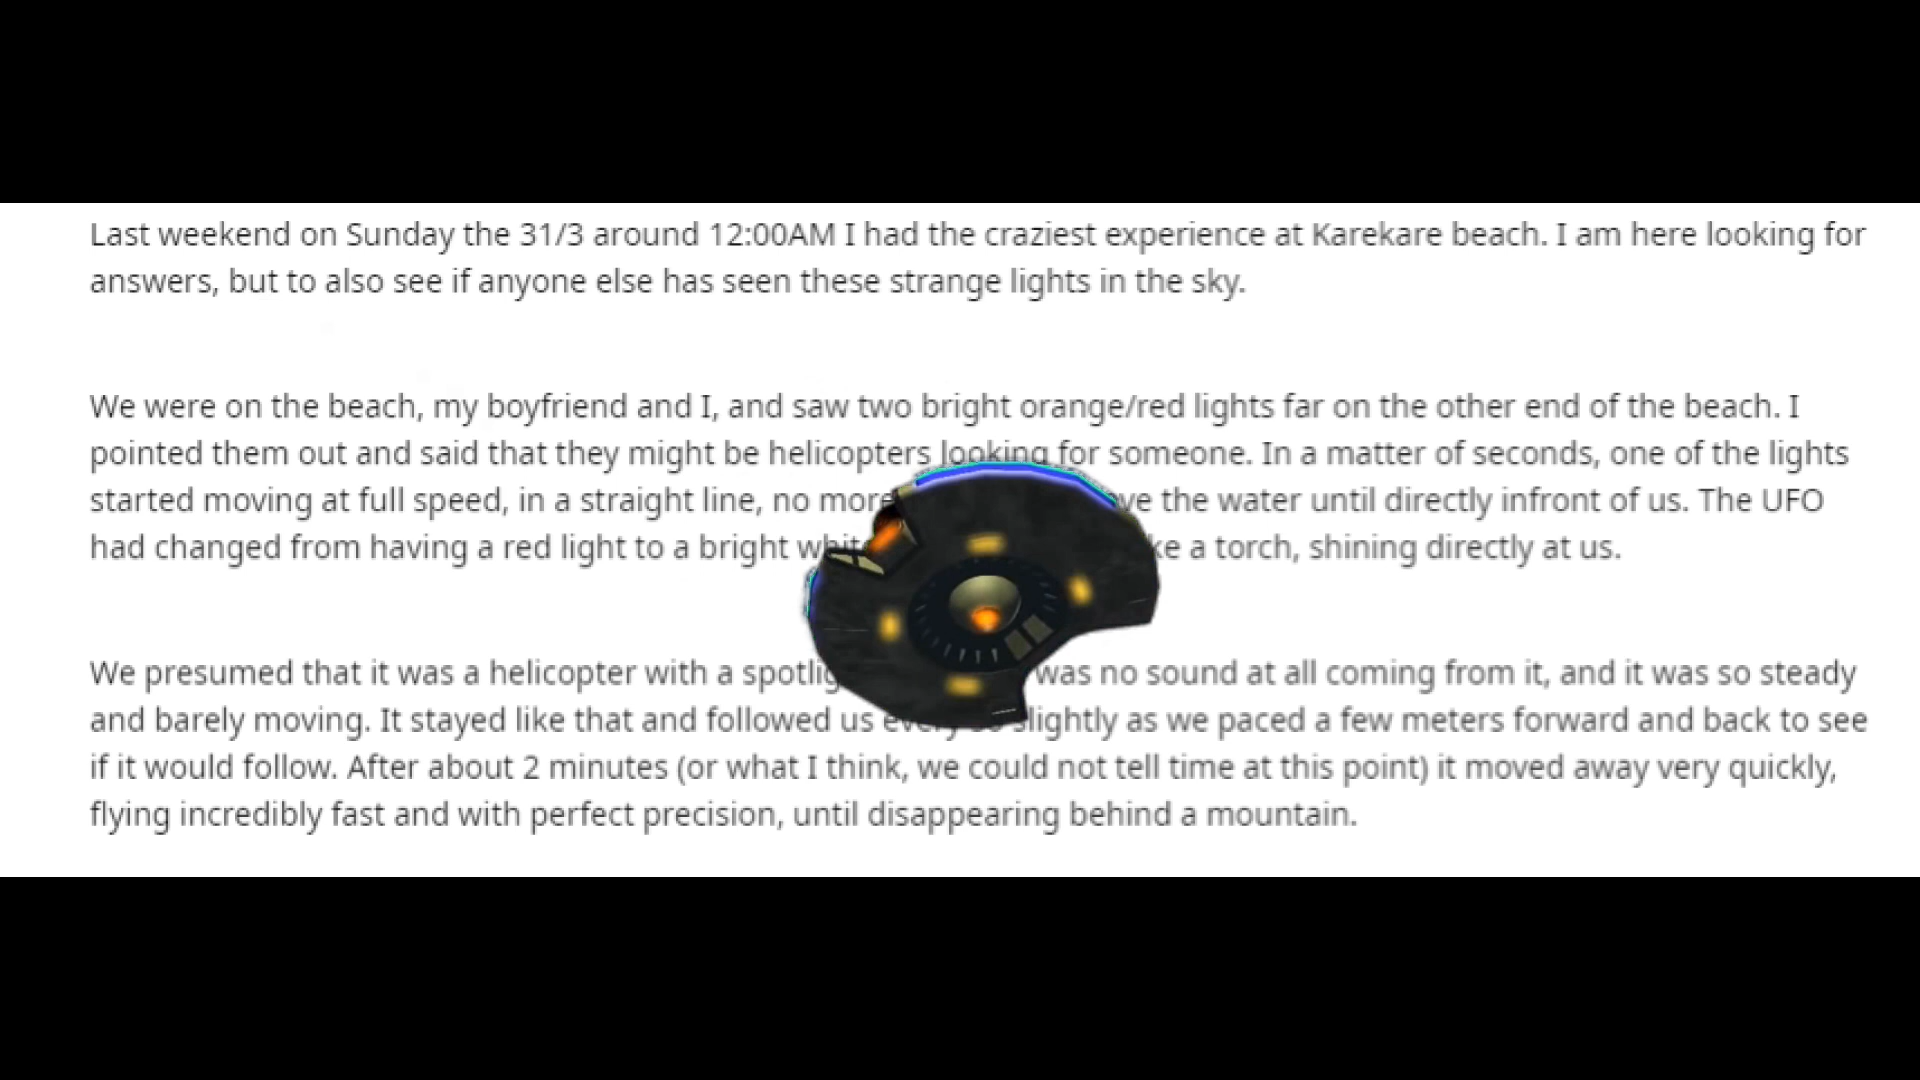 Last weekend on Sunday the 31/3 around 12:00AM I had the craziest experience at Karekare beach. I am here looking for
answers, but to also see if anyone else has seen these strange lights in the sky.
We were on the beach, my boyfriend and I, and saw two bright orange/red lights far on the other end of the beach. I
pointed them out and said that they might be helicopters looking for someone. In a matter of seconds, one of the lights
started moving at full speed, in a straight line, no more the water until directly infront of us. The UFO
had changed from having a red light to a bright white a torch, shining directly at us.
We presumed that it was a helicopter with a was no sound at all coming from it, and it was so steady
and barely moving. It stayed like that and followed us slightly as we paced a few meters forward and back to see
if it would follow. After about 2 minutes (or what I think, we could not tell time at this point) it moved away very quickly,
flying incredibly fast and with perfect precision, until disappearing behind a mountain.